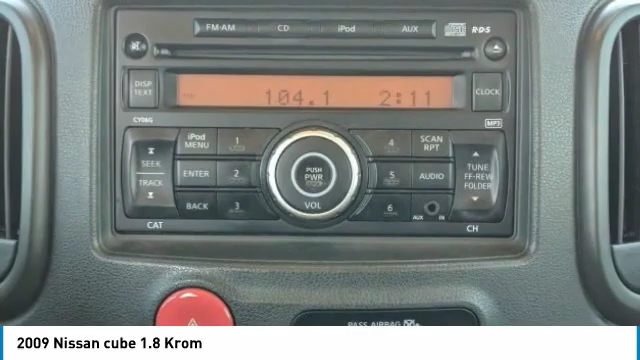 FM·AM CD iPod AUX RDS
DISP TEXT
104.1 2:11
CLOCK
CY06G
MP3
iPod MENU
1
4
SCAN RPT
SEEK
TRACK
ENTER
2
PUSH PWR
5
AUDIO
TUNE
FF·REW
FOLDER
BACK
3
VOL
6
AUX IN
CAT
CH
PASS AIRBAG
2009 Nissan cube 1.8 Krom